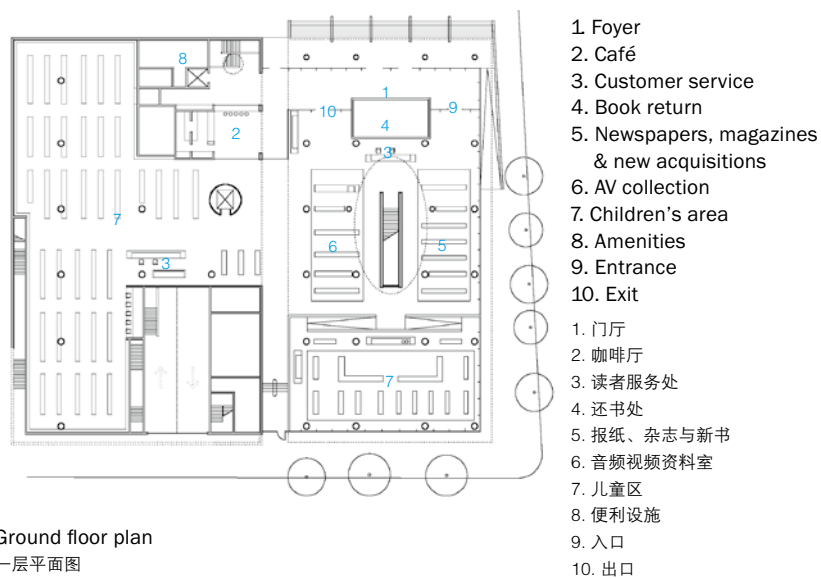 8
1
10
9
4
2
3
7
6
5
3
7
1. Foyer
2. Café
3. Customer service
4. Book return
5. Newspapers, magazines
& new acquisitions
6. AV collection
7. Children's area
8. Amenities
9. Entrance
10. Exit
1. 门厅
2. 咖啡厅
3. 读者服务处
4. 还书处
5. 报纸、杂志与新书
6. 音频视频资料室
7. 儿童区
8. 便利设施
9. 入口
10. 出口
Ground floor plan
一层平面图